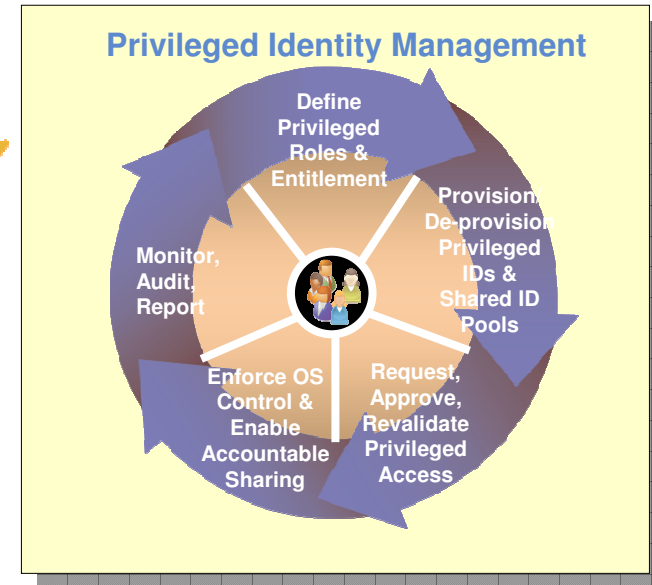 Privileged Identity Management
Define
Privileged
Roles &
Entitlement
Provision/
De-provision
Privileged
IDs &
Shared ID
Pools
Request,
Approve,
Revalidate
Privileged
Access
Enforce OS
Control &
Enable
Accountable
Sharing
Monitor,
Audit,
Report